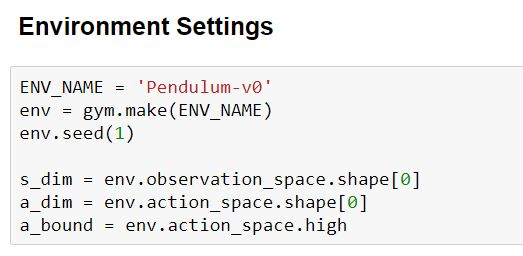 Environment Settings
ENV_NAME = 'Pendulum-v0'
env = gym.make(ENV_NAME)
env.seed(1)
s_dim = env.observation_space.shape[0]
a_dim = env.action_space.shape[0]
a_bound = env.action_space.high